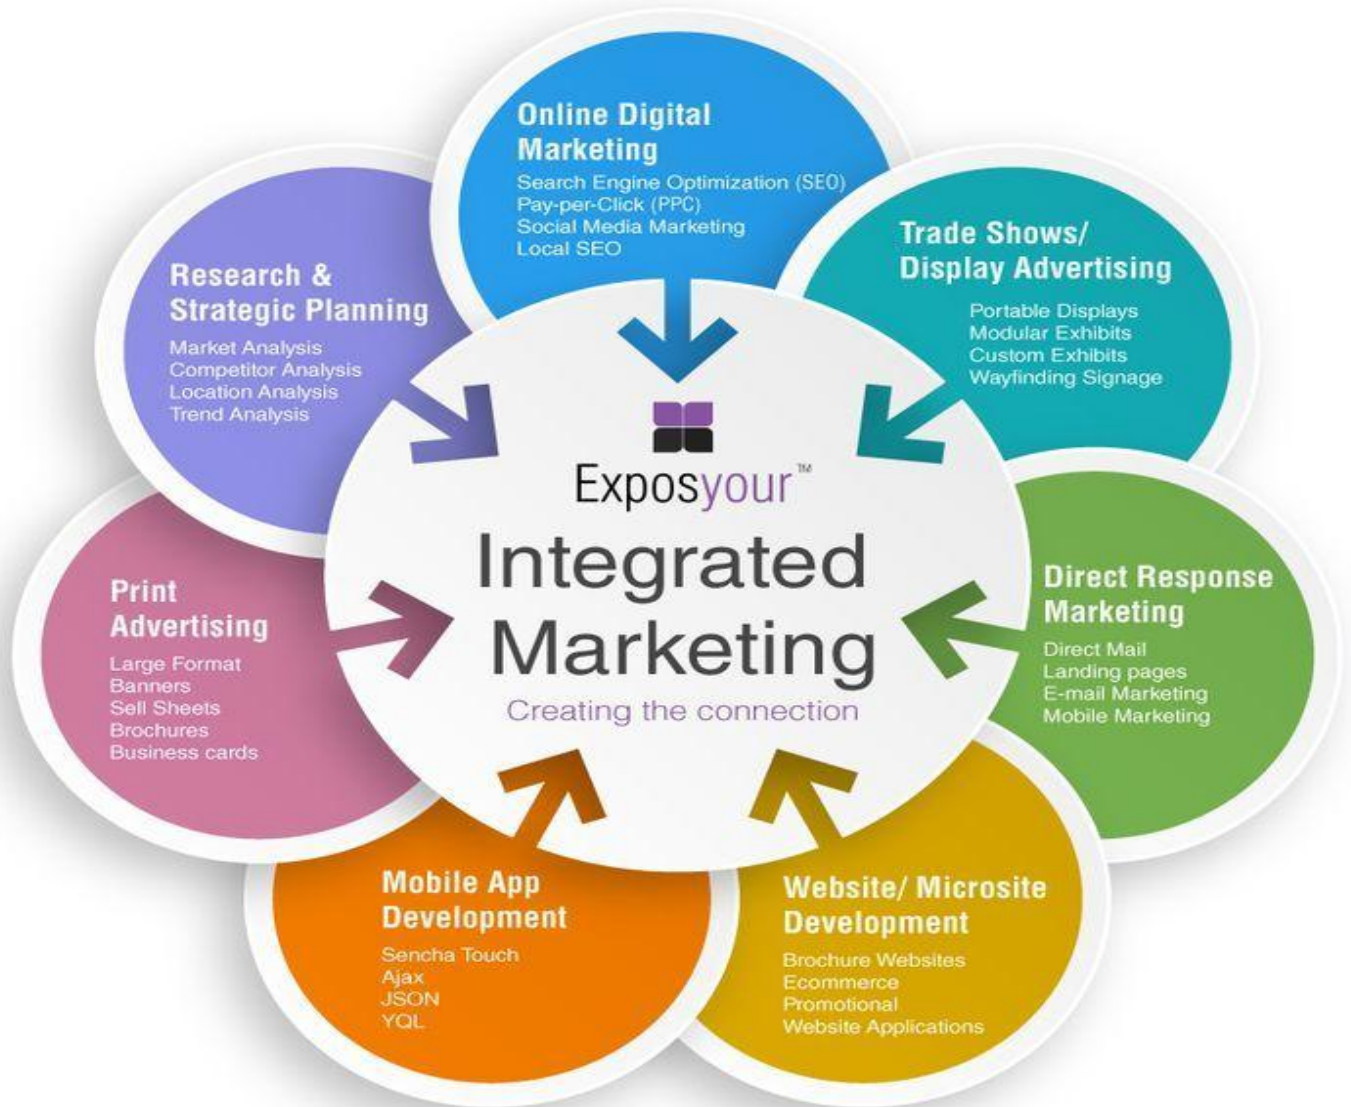 Online Digital
Marketing
Search Engine Optimization (SEO)
Pay-per-Click (PPC)
Social Media Marketing
Local SEO
Trade Shows/
Display Advertising
Portable Displays
Modular Exhibits
Custom Exhibits
Wayfinding Signage
Direct Response
Marketing
Direct Mail
Landing pages
E-mail Marketing
Mobile Marketing
Website/ Microsite
Development
Brochure Websites
Ecommerce
Promotional
Website Applications
Mobile App
Development
Sencha Touch
Ajax
JSON
YQL
Print
Advertising
Large Format
Banners
Sell Sheets
Brochures
Business cards
Research &
Strategic Planning
Market Analysis
Competitor Analysis
Location Analysis
Trend Analysis
Exposyour™
Integrated
Marketing
Creating the connection